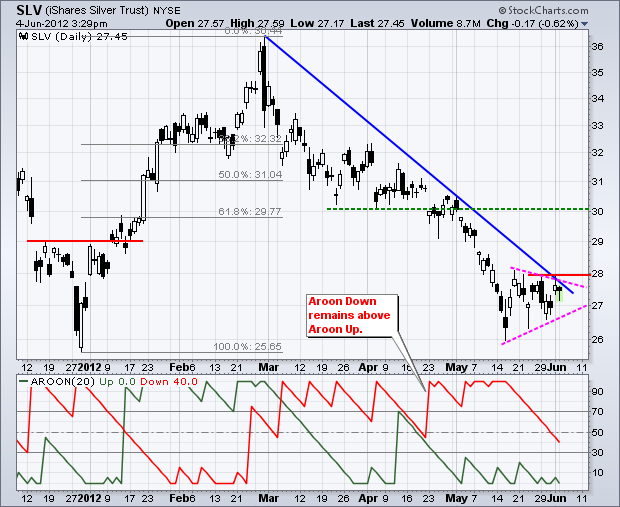 SLV (iShares Silver Trust) NYSE © StockCharts.com
4-Jun-2012 3:29pm Open 27.57 High 27.59 Low 27.17 Last 27.45 Volume 8.7M Chg -0.17 (-0.62%)
SLV (Daily) 27.45
0.0%: 36.44
36
35
34
33
32.32
32
50.0%: 31.04
31
61.8%: 29.77
30
29
28
Aroon Down
remains above
Aroon Up.
27
100.0%: 25.65
26
12 19 27 2012 9 17 23 Feb 6 13 21 Mar 12 19 26 Apr 9 16 23 May 7 14 21 29 Jun 11
AROON(20) Up 0.0 Down 40.0
90
70
50
30
10
12 19 27 2012 9 17 23 Feb 6 13 21 Mar 12 19 26 Apr 9 16 23 May 7 14 21 29 Jun 11